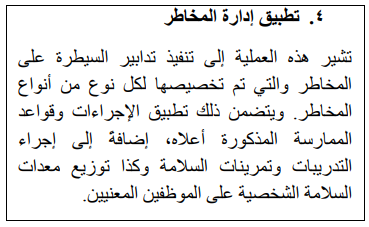 ٤. تطبيق إدارة المخاطر
تشير هذه العملية إلى تنفيذ تدابير السيطرة على
المخاطر والتي تم تخصيصها لكل نوع من أنواع
المخاطر. ويتضمن ذلك تطبيق الإجراءات وقواعد
الممارسة المذكورة أعلاه، إضافةً إلى إجراء
التدريبات وتمرينات السلامة وكذا توزيع معدات
السلامة الشخصية على الموظفين المعنيين.